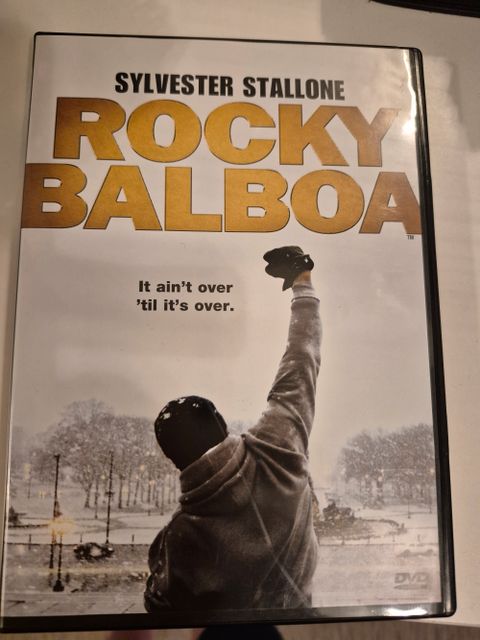 SYLVESTER STALLONE
ROCKY
BALBOA
TM
It ain't over
'til it's over.
DVD